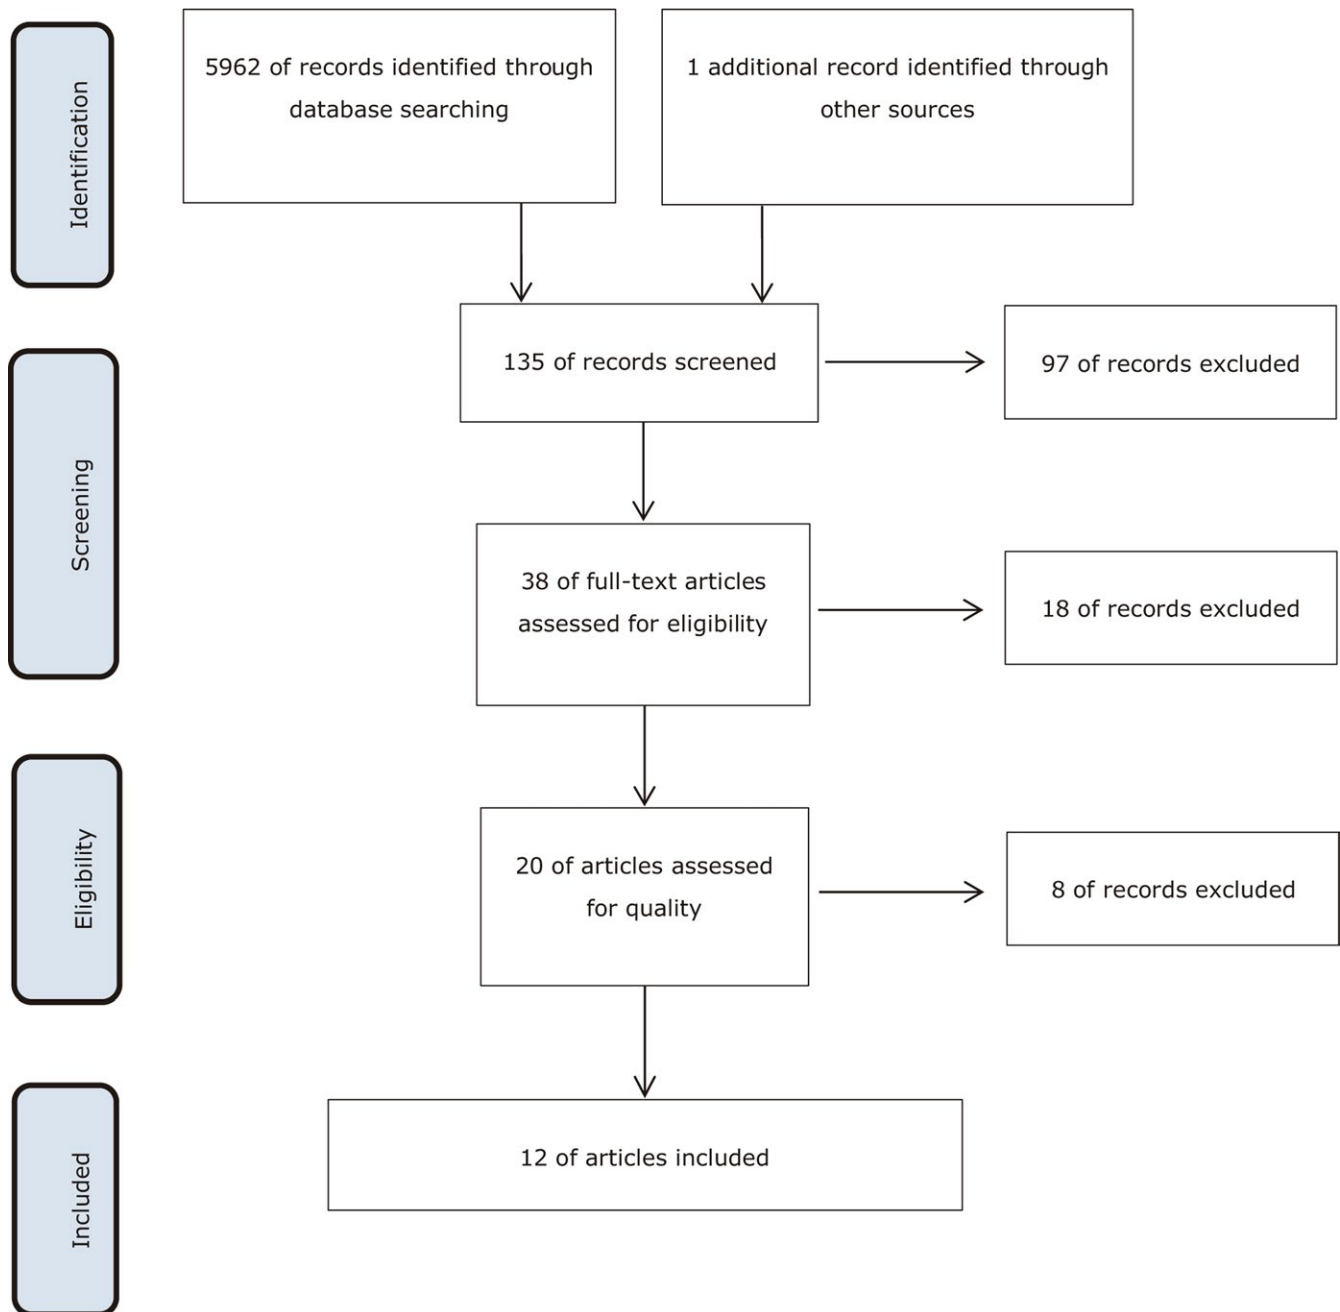 Identification
5962 of records identified through
database searching
1 additional record identified through
other sources
Screening
135 of records screened
97 of records excluded
38 of full-text articles
assessed for eligibility
18 of records excluded
Eligibility
20 of articles assessed
for quality
8 of records excluded
Included
12 of articles included